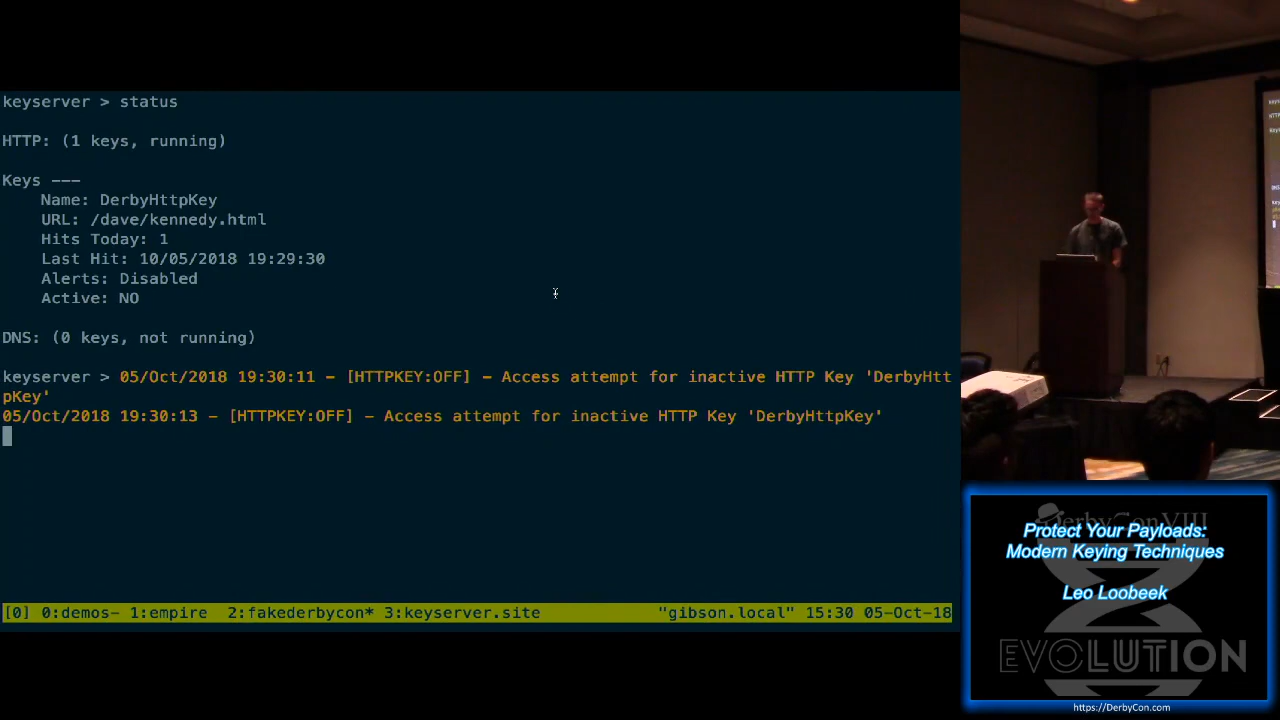 keyserver > status
HTTP: (1 keys, running)
Keys ---
Name: DerbyHttpKey
URL: /dave/kennedy.html
Hits Today: 1
Last Hit: 10/05/2018 19:29:30
Alerts: Disabled
Active: NO
DNS: (0 keys, not running)
keyserver > 05/Oct/2018 19:30:11 - [HTTPKEY:OFF] - Access attempt for inactive HTTP Key 'DerbyHtt
pKey'
05/Oct/2018 19:30:13 - [HTTPKEY:OFF] - Access attempt for inactive HTTP Key 'DerbyHttpKey'
[0] 0:demos- 1:empire 2:fakederbycon* 3:keyserver.site "gibson.local" 15:30 05-Oct-18
DerbyCon VIII
Protect Your Payloads:
Modern Keying Techniques
Leo Loobeek
EVOLUTION
https://DerbyCon.com